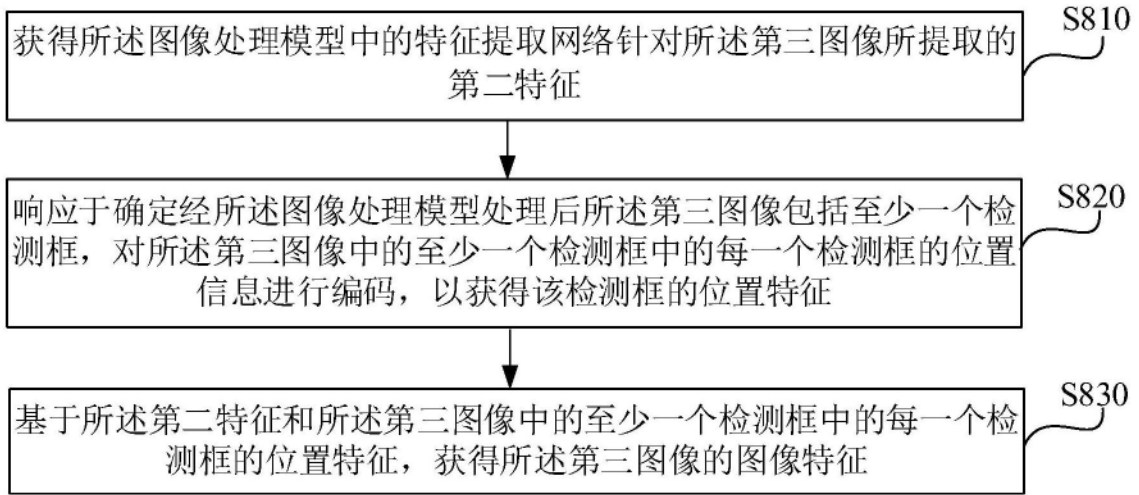 获得所述图像处理模型中的特征提取网络针对所述第三图像所提取的
第二特征
S810
响应于确定经所述图像处理模型处理后所述第三图像包括至少一个检
测框，对所述第三图像中的至少一个检测框中的每一个检测框的位置
信息进行编码，以获得该检测框的位置特征
S820
基于所述第二特征和所述第三图像中的至少一个检测框中的每一个检
测框的位置特征，获得所述第三图像的图像特征
S830